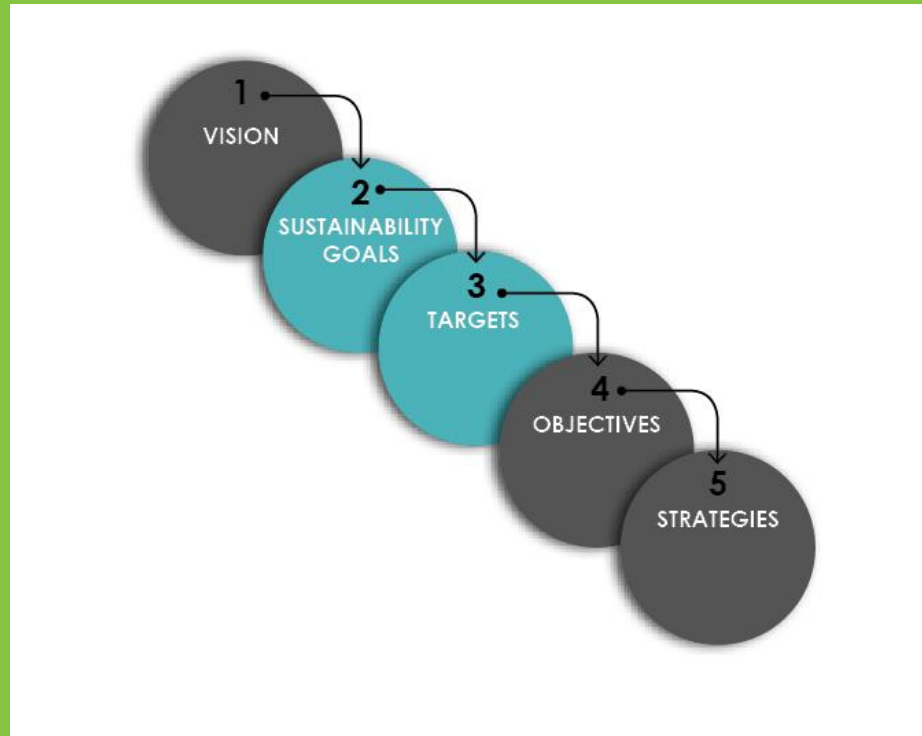 1
VISION
2
SUSTAINABILITY
GOALS
3
TARGETS
4
OBJECTIVES
5
STRATEGIES